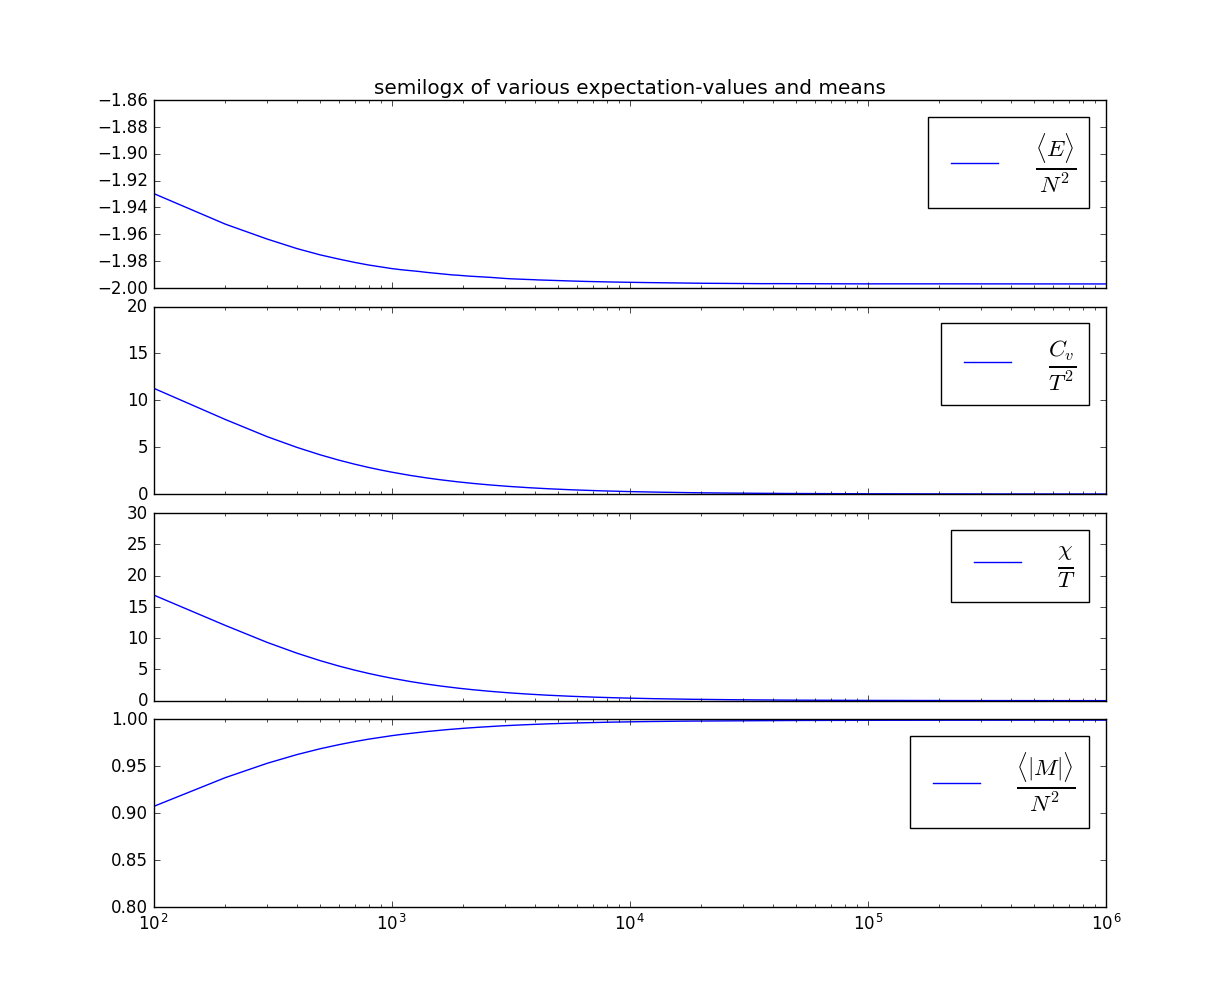 semilogx of various expectation-values and means
−1.86
−1.88
−1.90
−1.92
−1.94
−1.96
−1.98
−2.00
⟨E⟩
N²
20
15
10
5
0
C_v
T²
30
25
20
15
10
5
0
χ
T
1.00
0.95
0.90
0.85
0.80
⟨|M|⟩
N²
10² 10³ 10⁴ 10⁵ 10⁶